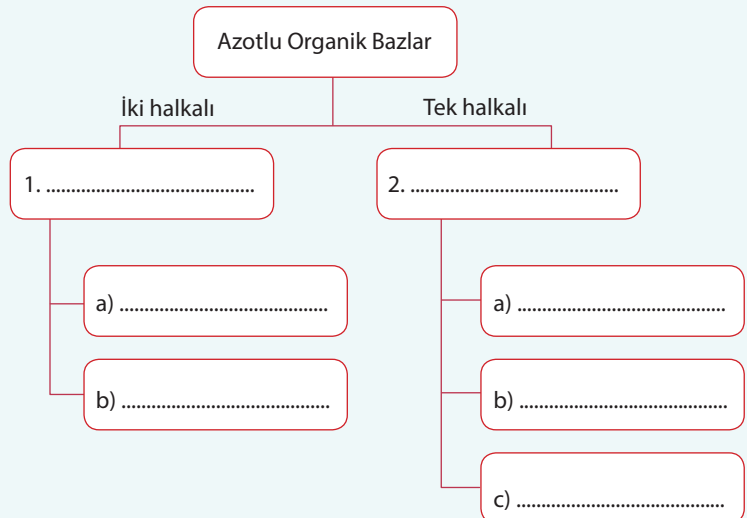 Azotlu Organik Bazlar
İki halkalı
Tek halkalı
1. ..........................................
2. ..........................................
a) ..........................................
b) ..........................................
a) ..........................................
b) ..........................................
c) ..........................................